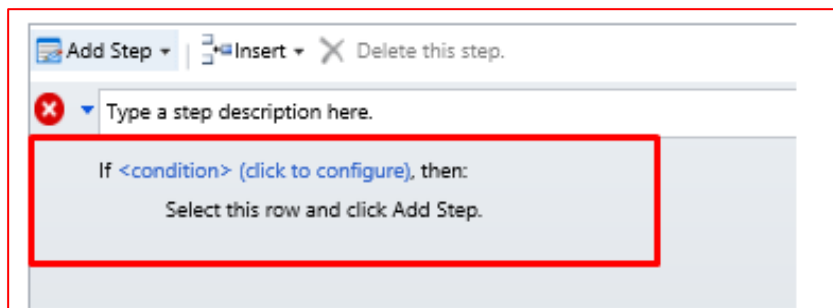 Add Step Insert Delete this step.
Type a step description here.
If <condition> (click to configure), then:
Select this row and click Add Step.